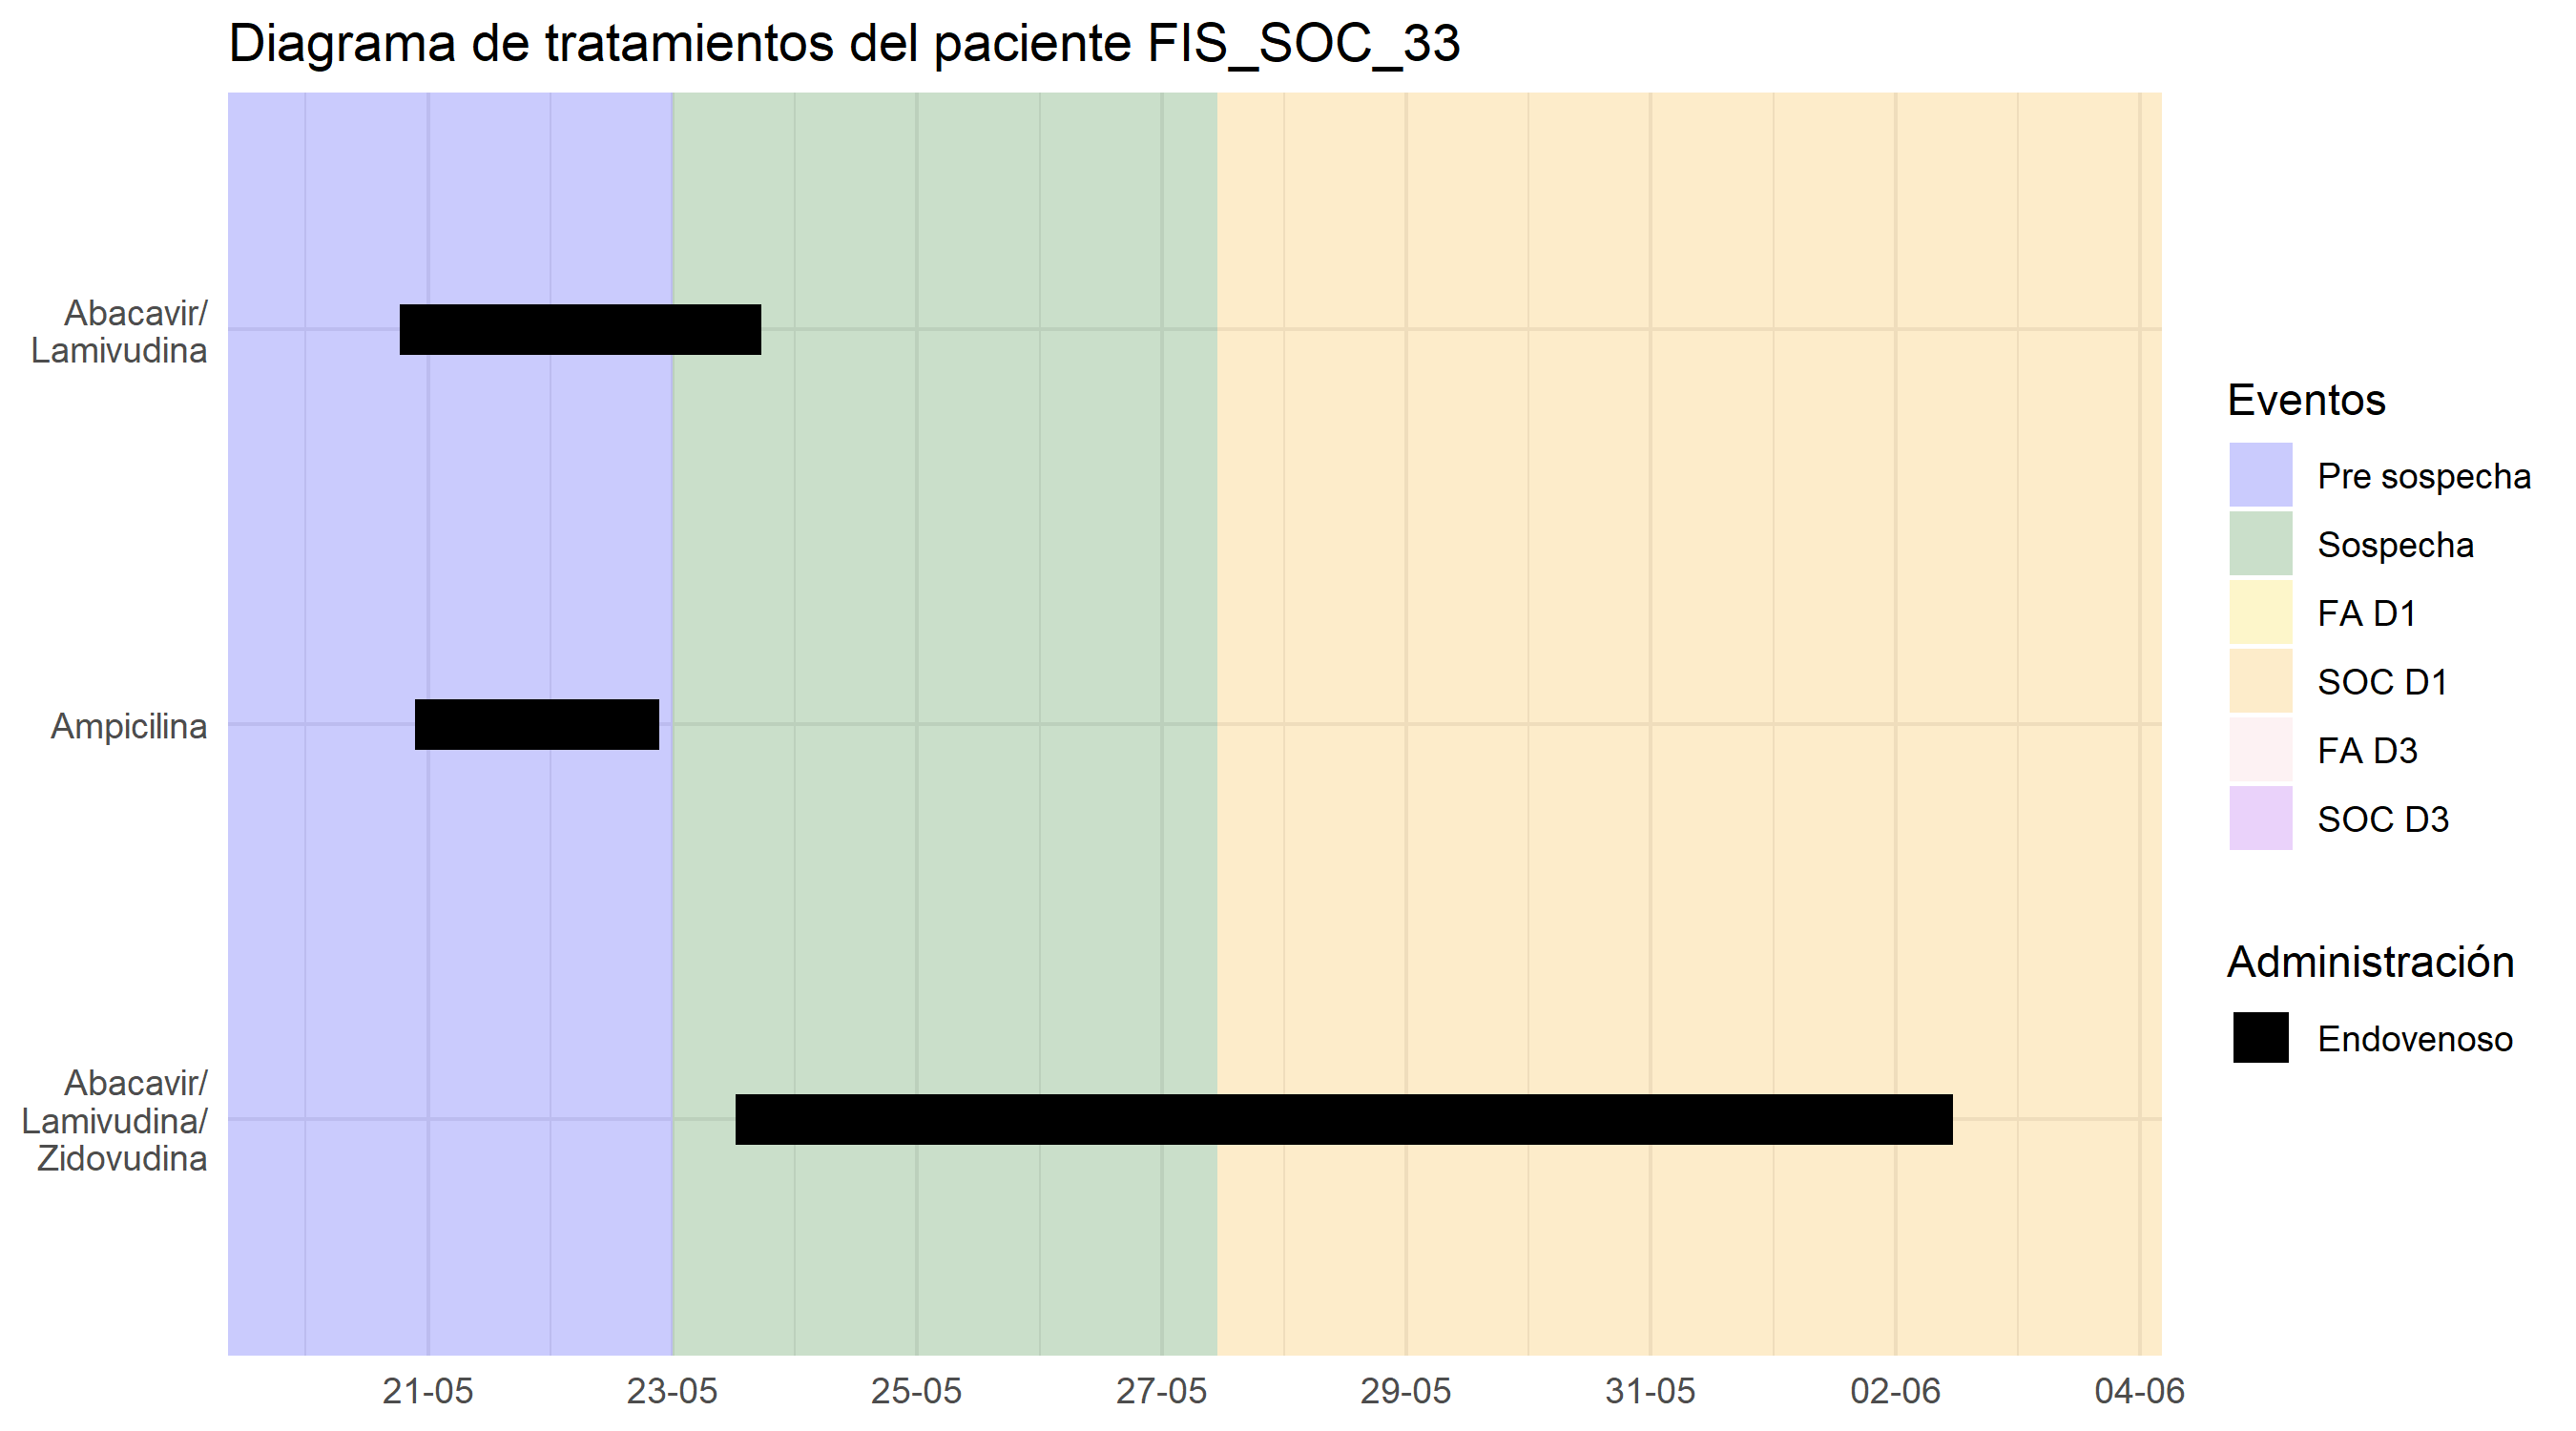 Diagrama de tratamientos del paciente FIS_SOC_33
Abacavir/
Lamivudina
Ampicilina
Abacavir/
Lamivudina/
Zidovudina
21-05
23-05
25-05
27-05
29-05
31-05
02-06
04-06
Eventos
Pre sospecha
Sospecha
FA D1
SOC D1
FA D3
SOC D3
Administración
Endovenoso